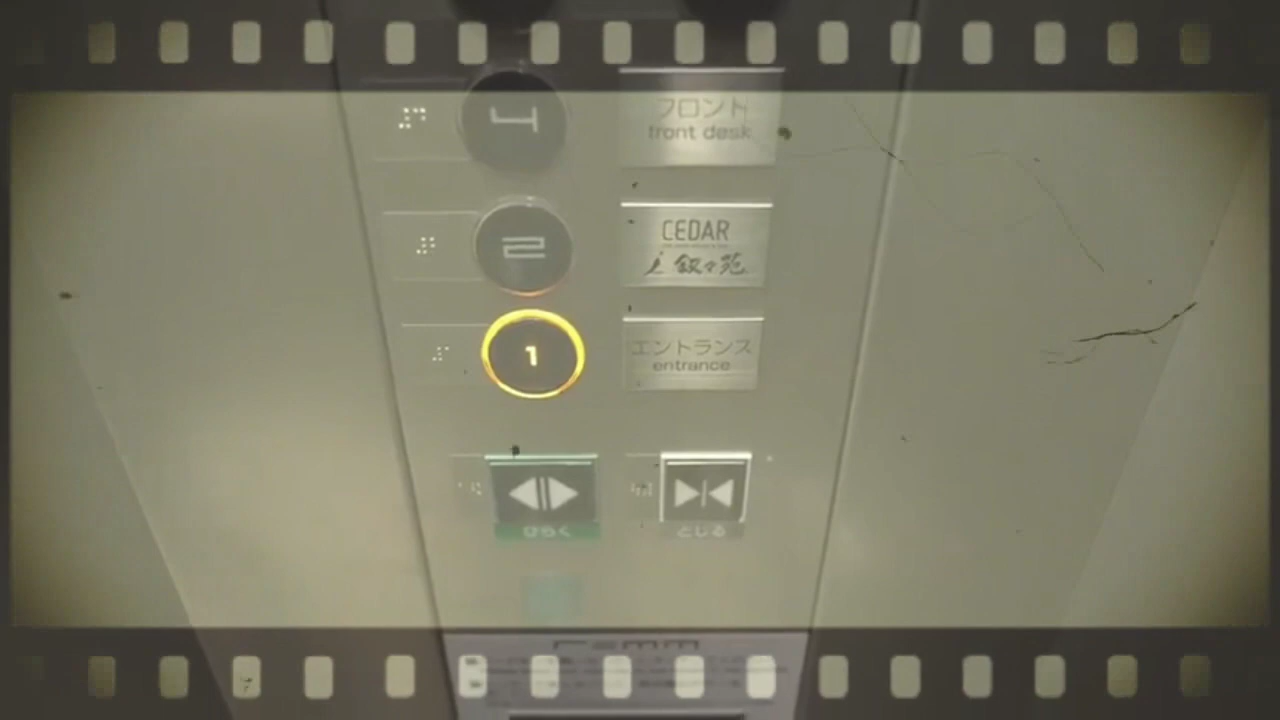 4
フロント
front desk
2
CEDAR
叙々苑
1
エントランス
entrance
ひらく
とじる
remm